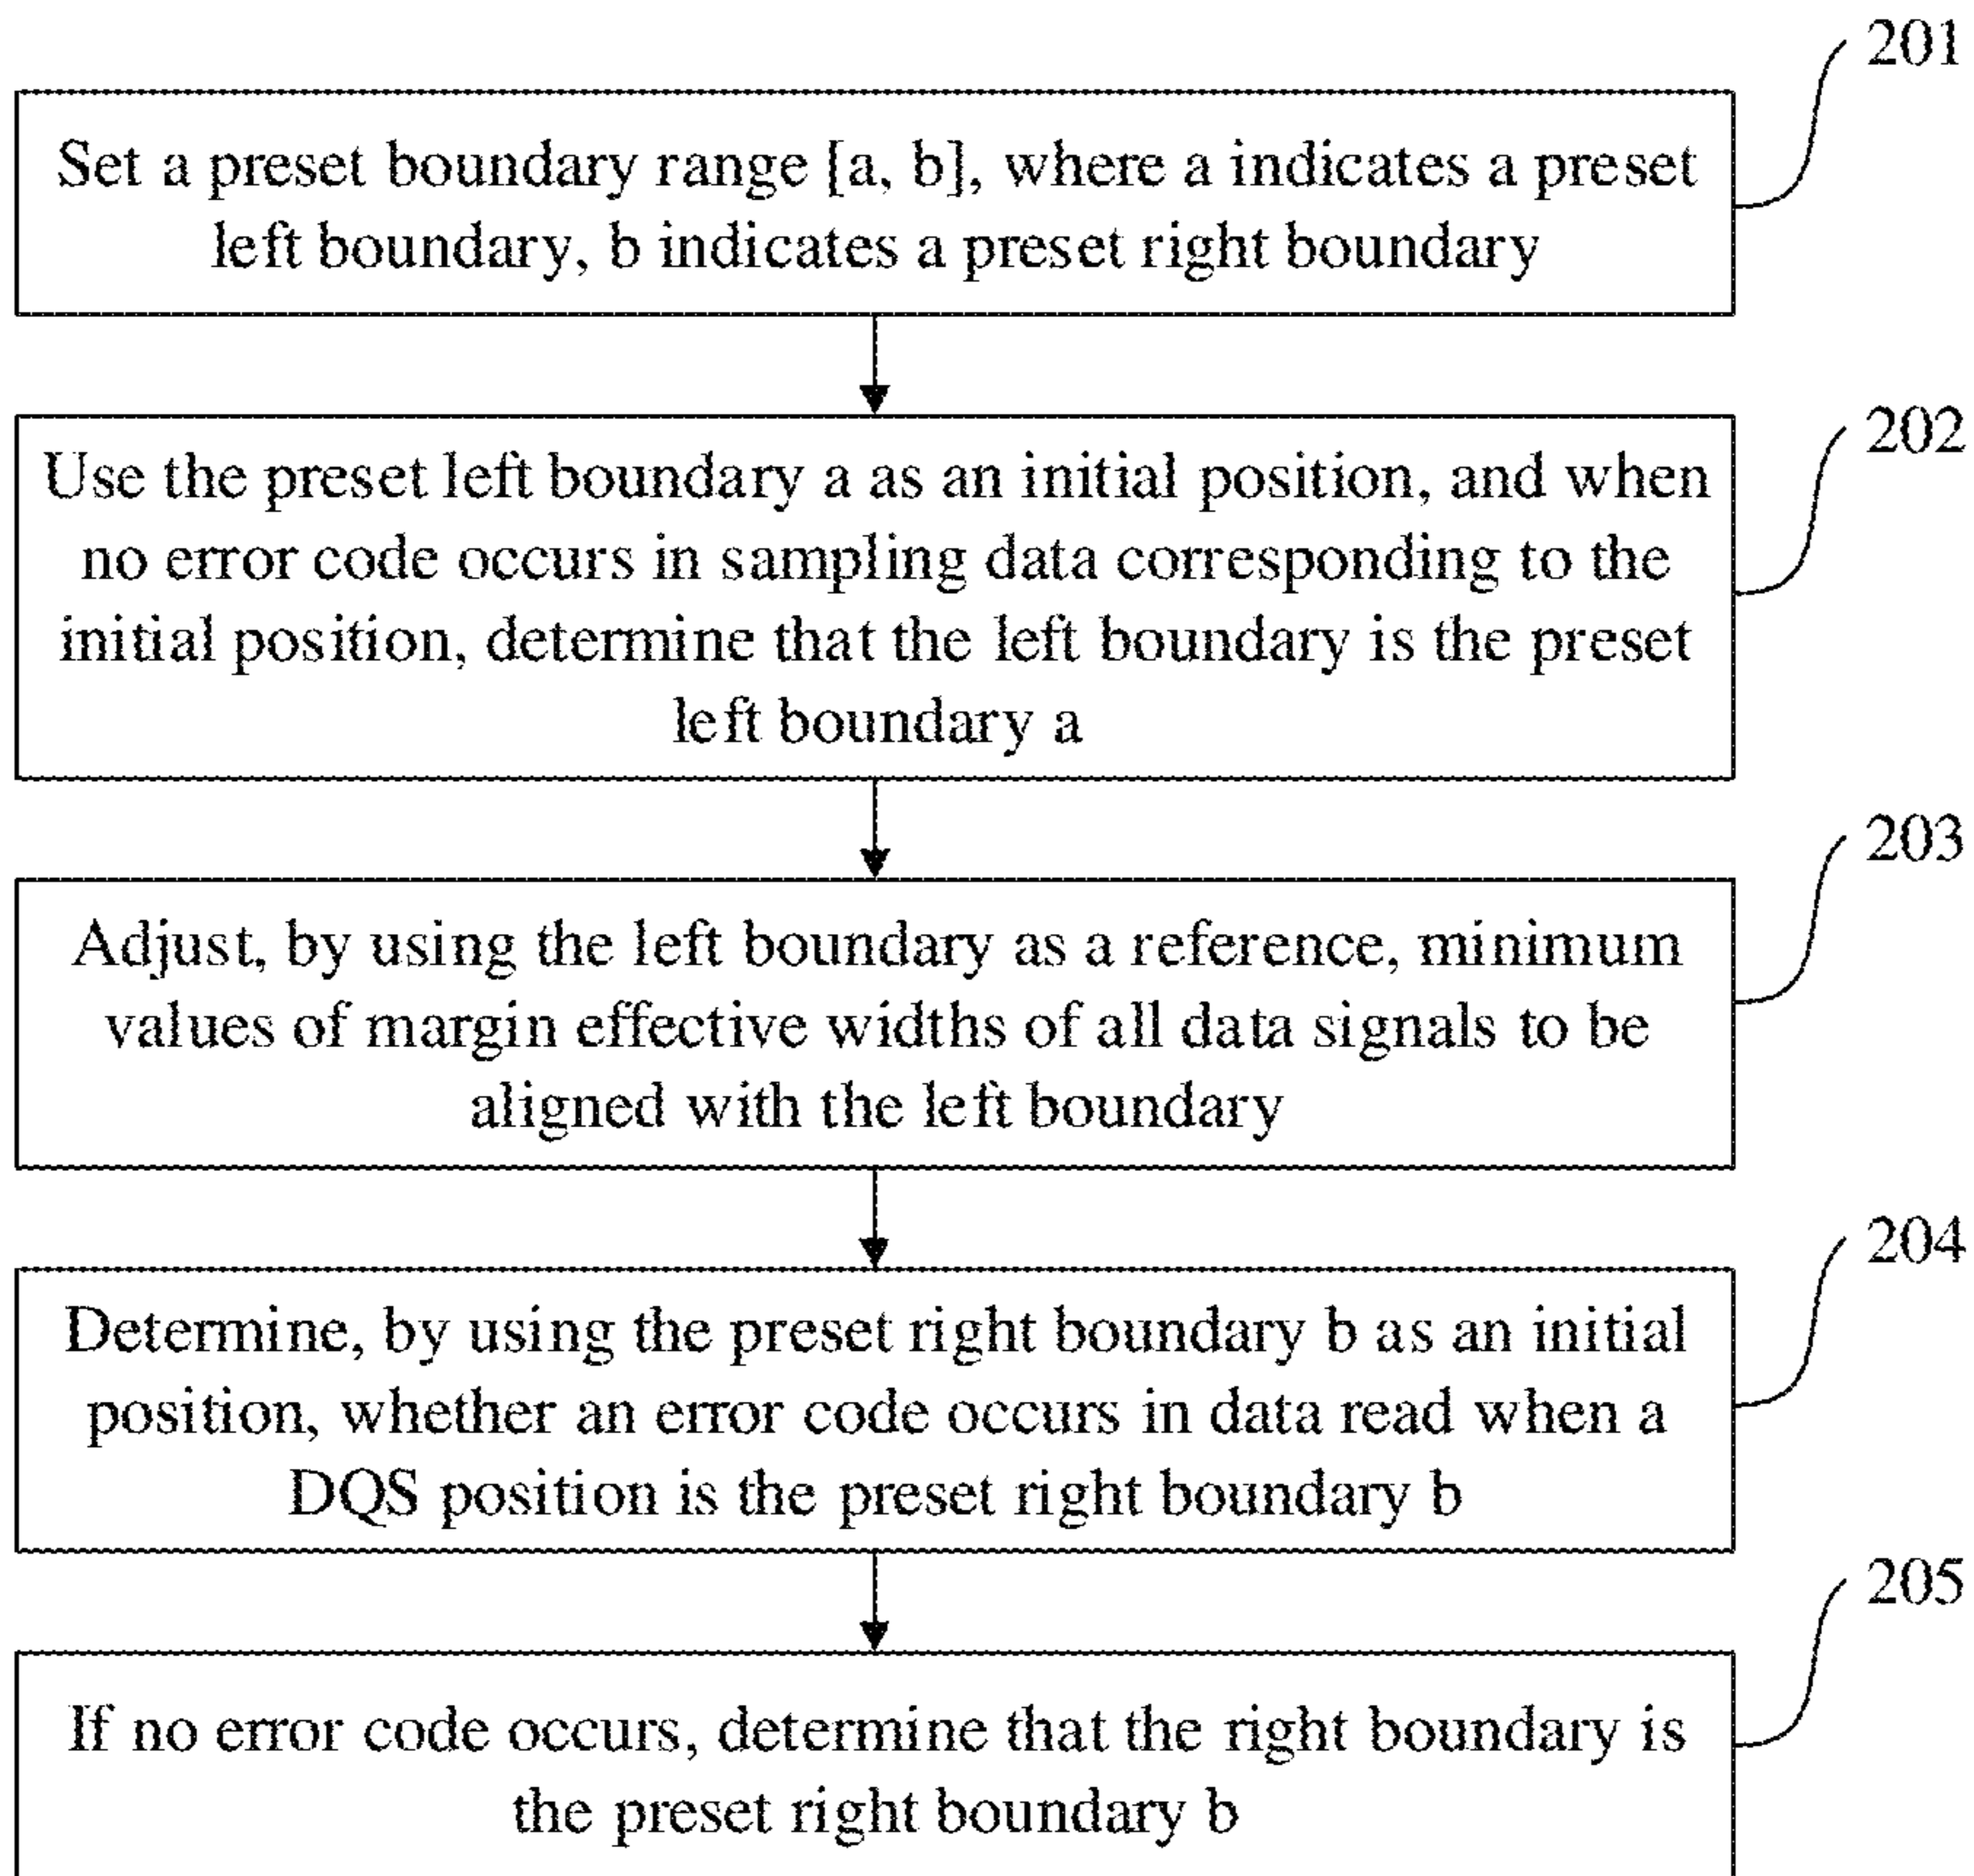 201
Set a preset boundary range [a, b], where a indicates a preset
left boundary, b indicates a preset right boundary
202
Use the preset left boundary a as an initial position, and when
no error code occurs in sampling data corresponding to the
initial position, determine that the left boundary is the preset
left boundary a
203
Adjust, by using the left boundary as a reference, minimum
values of margin effective widths of all data signals to be
aligned with the left boundary
204
Determine, by using the preset right boundary b as an initial
position, whether an error code occurs in data read when a
DQS position is the preset right boundary b
205
If no error code occurs, determine that the right boundary is
the preset right boundary b